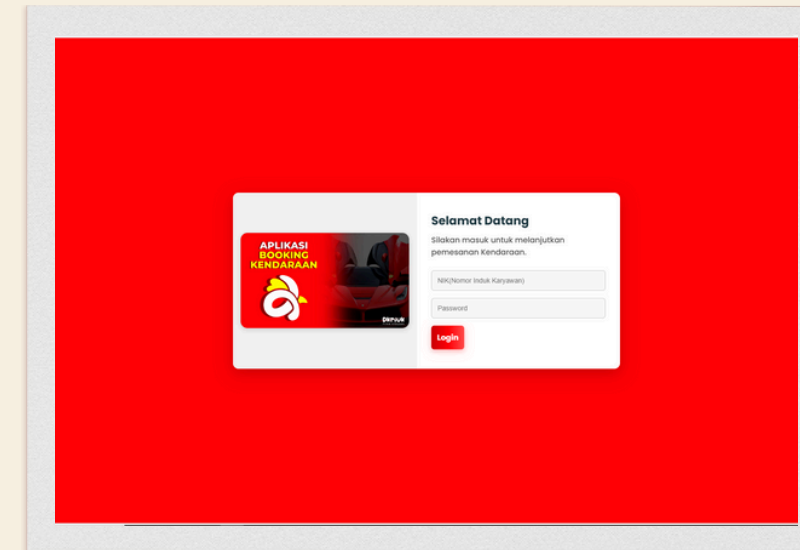 APLIKASI
BOOKING
KENDARAAN
Selamat Datang
Silakan masuk untuk melanjutkan
pemesanan Kendaraan.
NIK(Nomor Induk Karyawan)
Password
Login